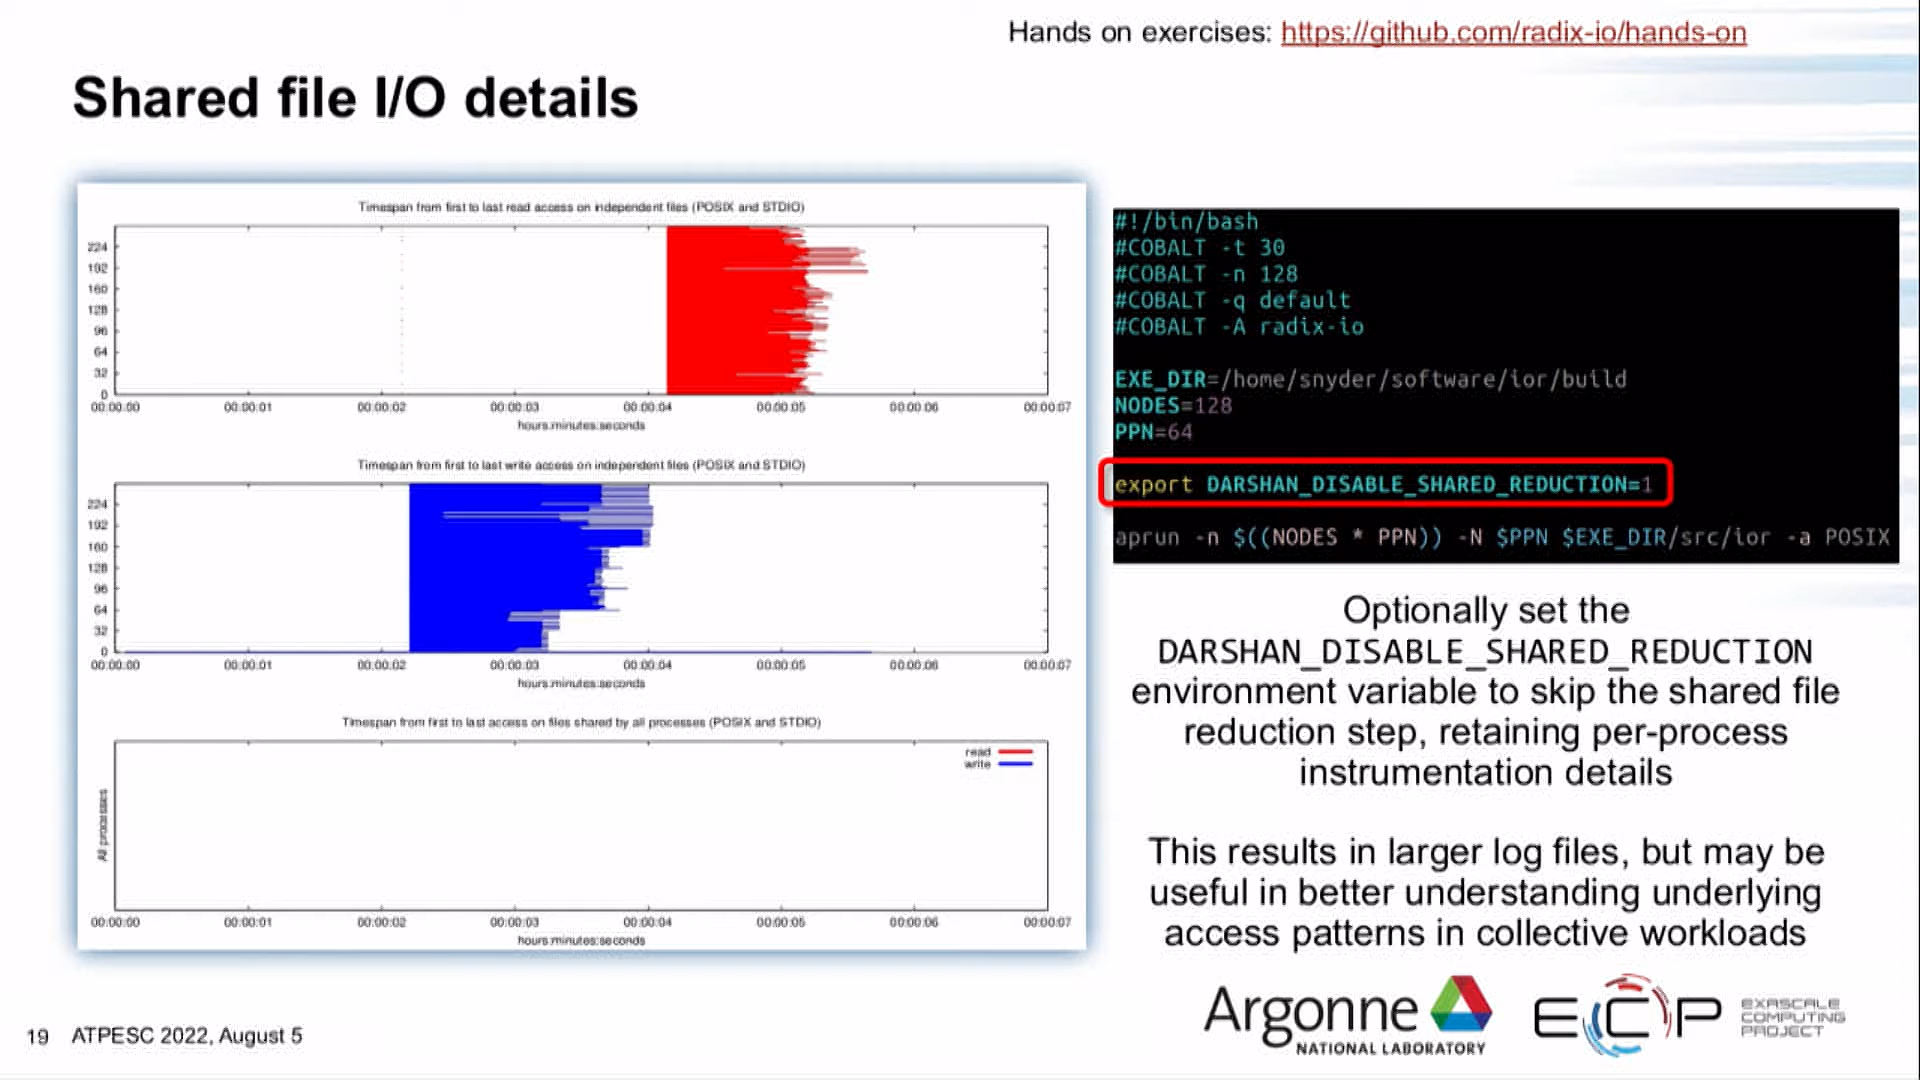 Hands on exercises: https://github.com/radix-io/hands-on
Shared file I/O details
Timespan from first to last read access on independent files (POSIX and STDIO)
224
192
160
128
96
64
32
0
00:00:00 00:00:01 00:00:02 00:00:03 00:00:04 00:00:05 00:00:06 00:00:07
hours:minutes:seconds
Timespan from first to last write access on independent files (POSIX and STDIO)
224
192
160
128
96
64
32
0
00:00:00 00:00:01 00:00:02 00:00:03 00:00:04 00:00:05 00:00:06 00:00:07
hours:minutes:seconds
Timespan from first to last access on files shared by all processes (POSIX and STDIO)
read
write
All processes
00:00:00 00:00:01 00:00:02 00:00:03 00:00:04 00:00:05 00:00:06 00:00:07
hours:minutes:seconds
#!/bin/bash
#COBALT -t 30
#COBALT -n 128
#COBALT -q default
#COBALT -A radix-io
EXE_DIR=/home/snyder/software/ior/build
NODES=128
PPN=64
export DARSHAN_DISABLE_SHARED_REDUCTION=1
aprun -n $((NODES * PPN)) -N $PPN $EXE_DIR/src/ior -a POSIX
Optionally set the
DARSHAN_DISABLE_SHARED_REDUCTION
environment variable to skip the shared file
reduction step, retaining per-process
instrumentation details
This results in larger log files, but may be
useful in better understanding underlying
access patterns in collective workloads
Argonne
NATIONAL LABORATORY
ECP
EXASCALE
COMPUTING
PROJECT
19 ATPESC 2022, August 5